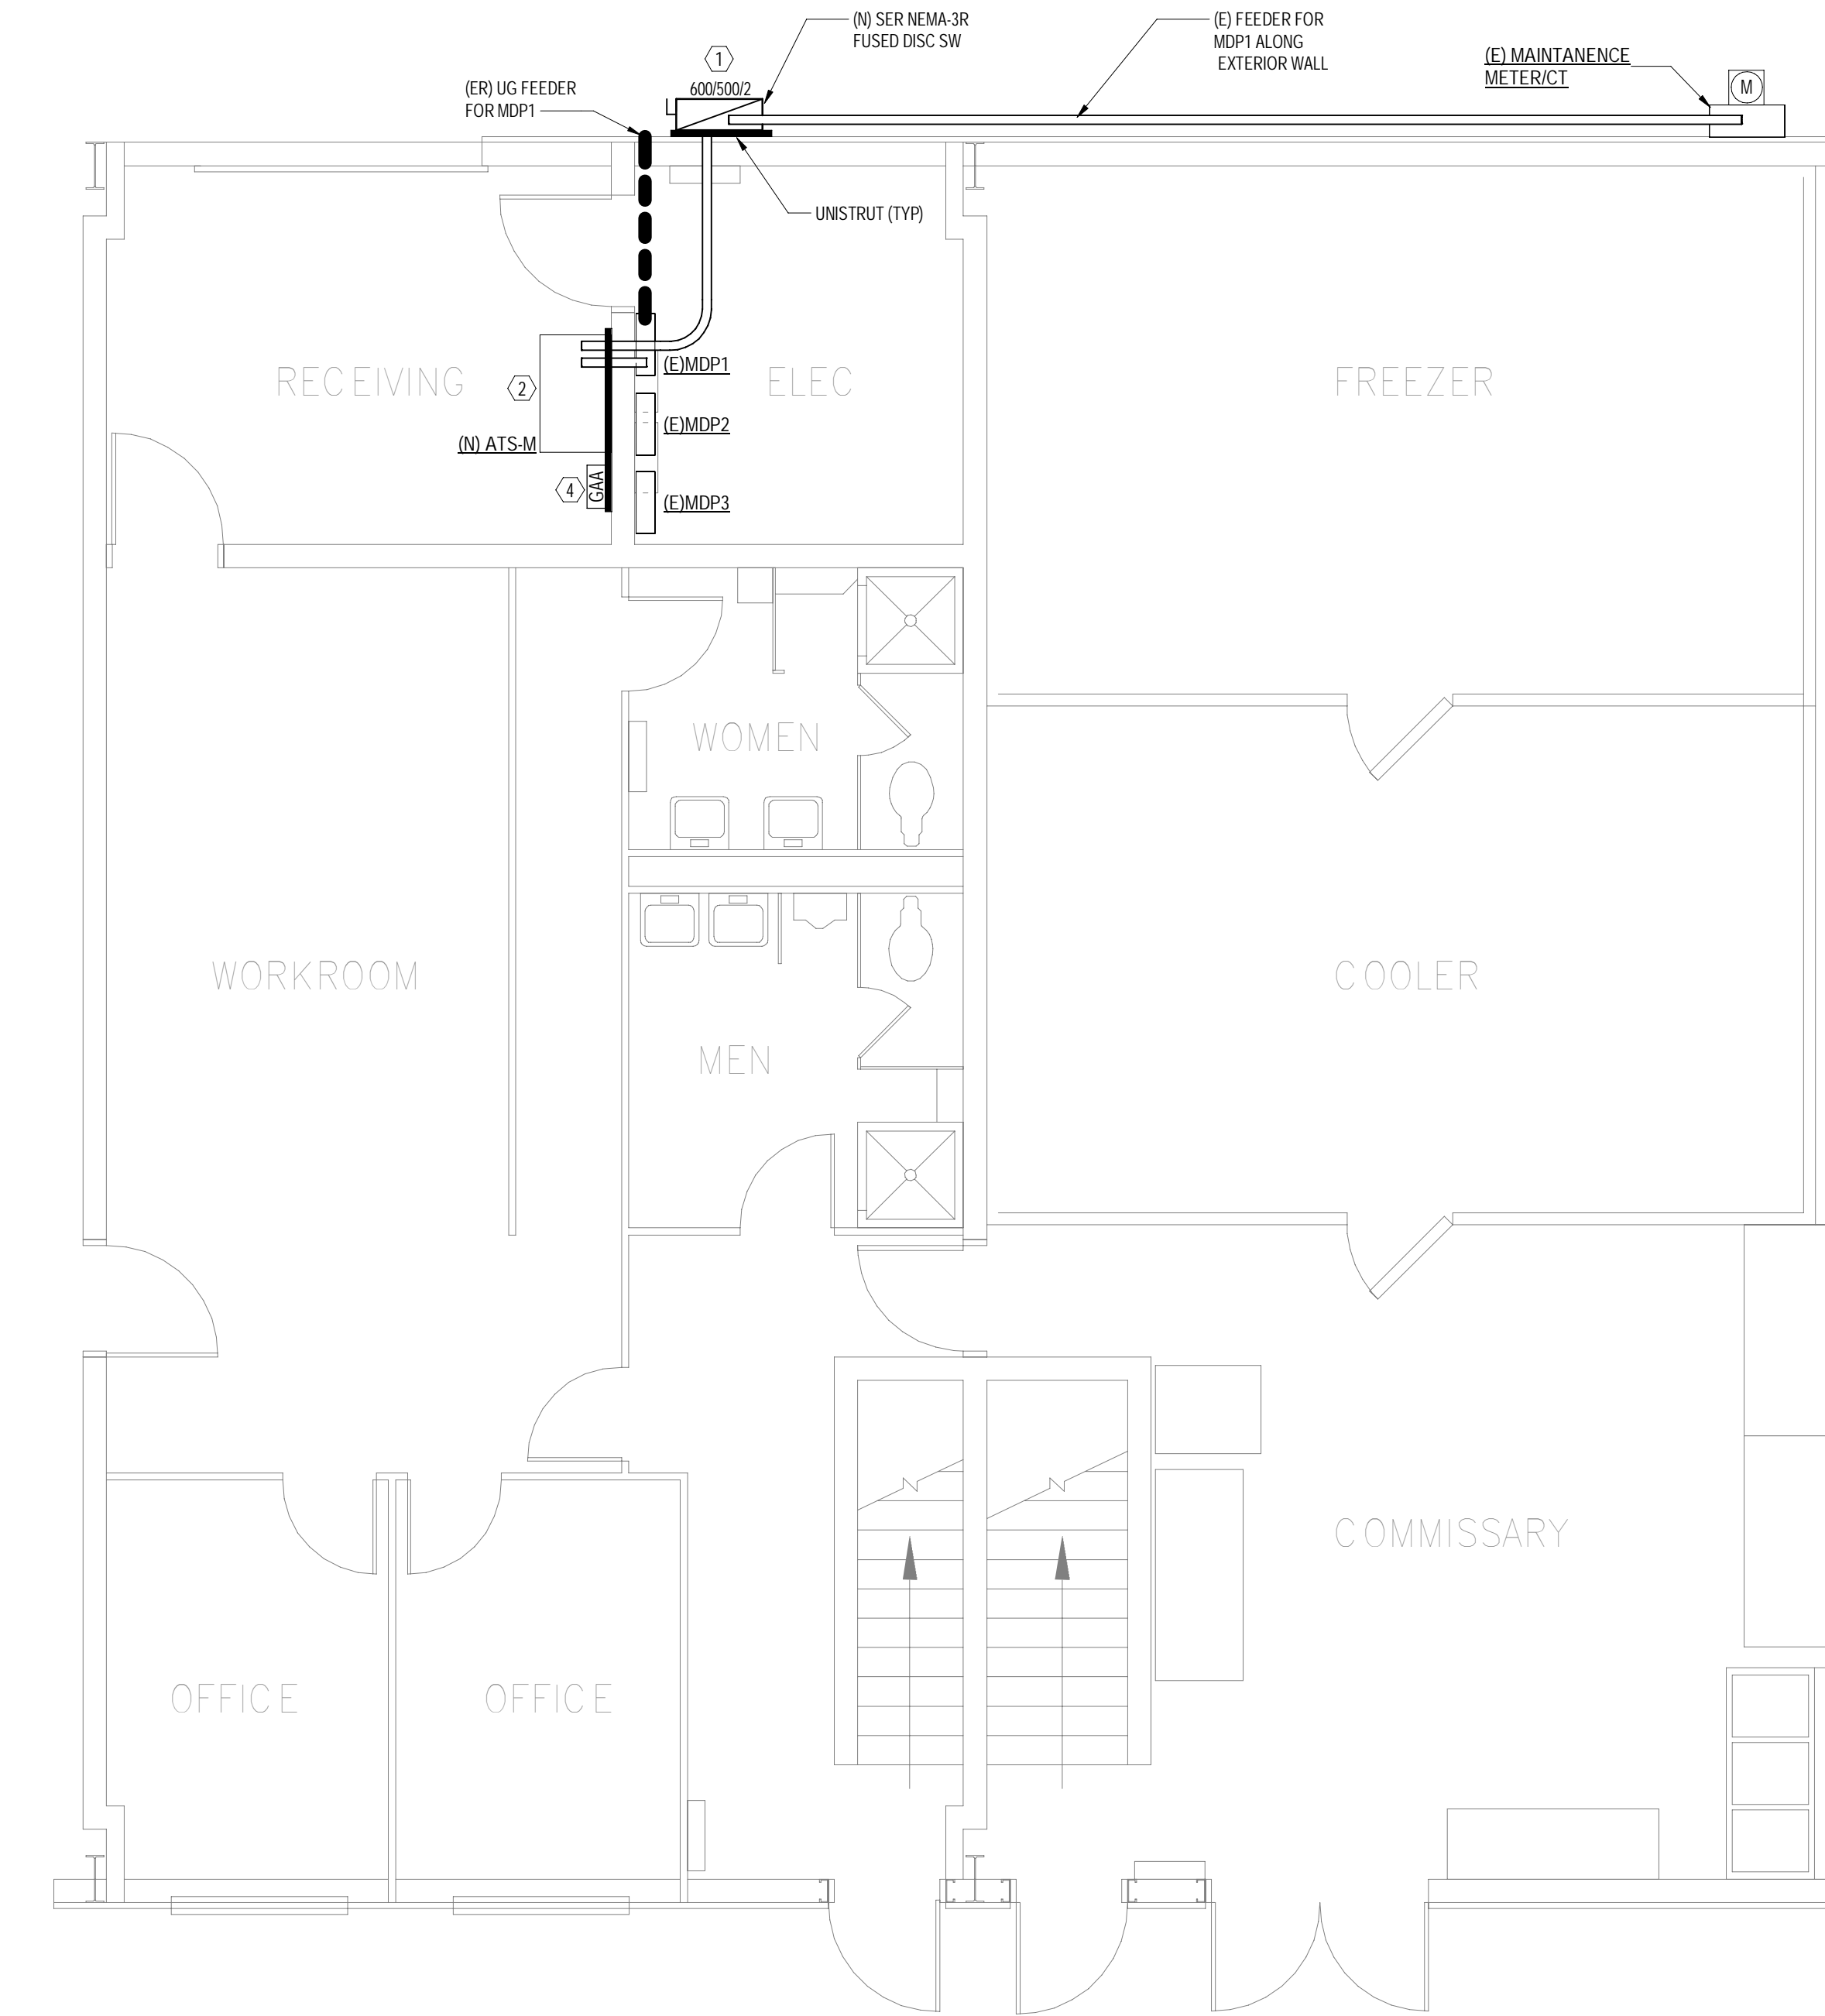 (N) SER NEMA-3R
FUSED DISC SW
(E) FEEDER FOR
MDP1 ALONG
EXTERIOR WALL
(E) MAINTANENCE
METER/CT
M
1
600/500/2
(ER) UG FEEDER
FOR MDP1
UNISTRUT (TYP)
RECEIVING
2
(N) ATS-M
4
GAA
(E)MDP1
(E)MDP2
(E)MDP3
ELEC
FREEZER
WOMEN
WORKROOM
MEN
COOLER
COMMISSARY
OFFICE
OFFICE